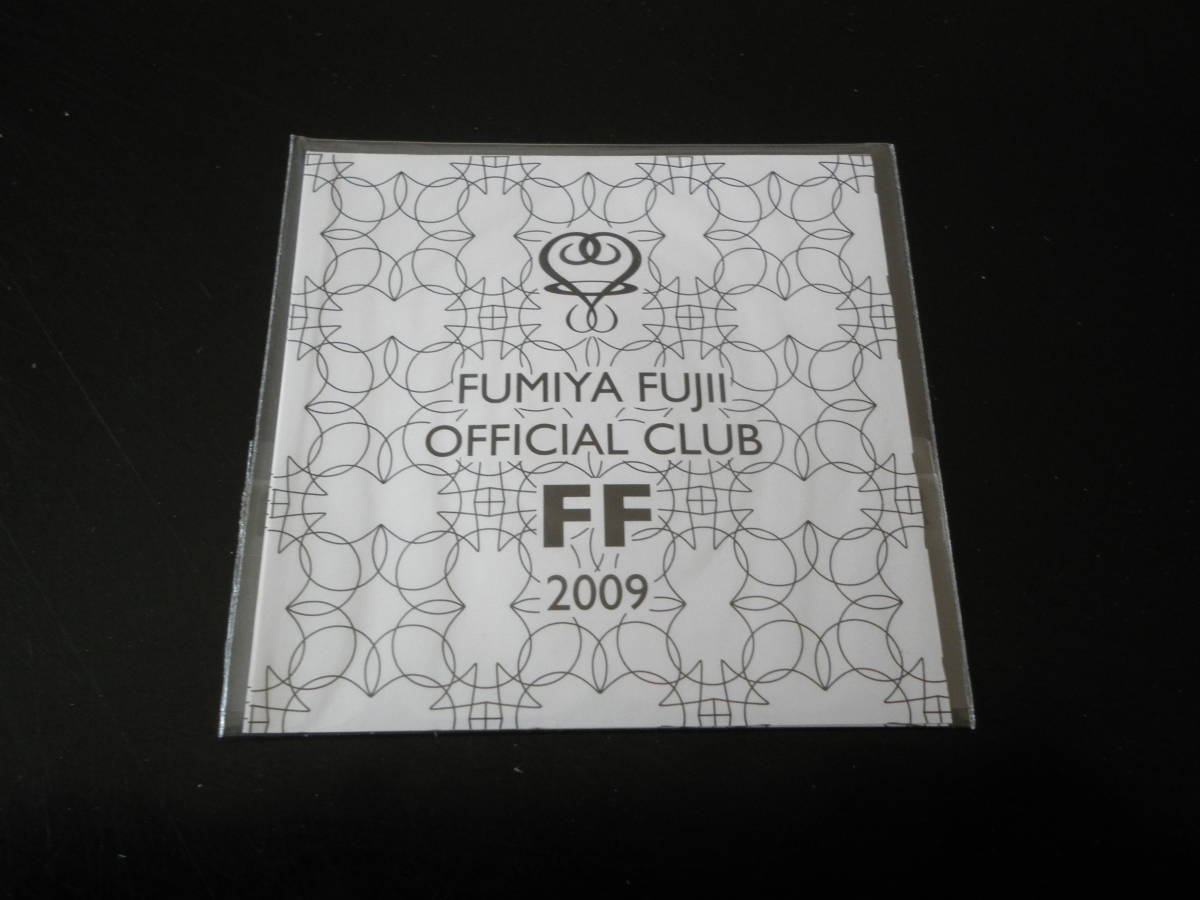 FUMIYA FUJII
OFFICIAL CLUB
FF
2009